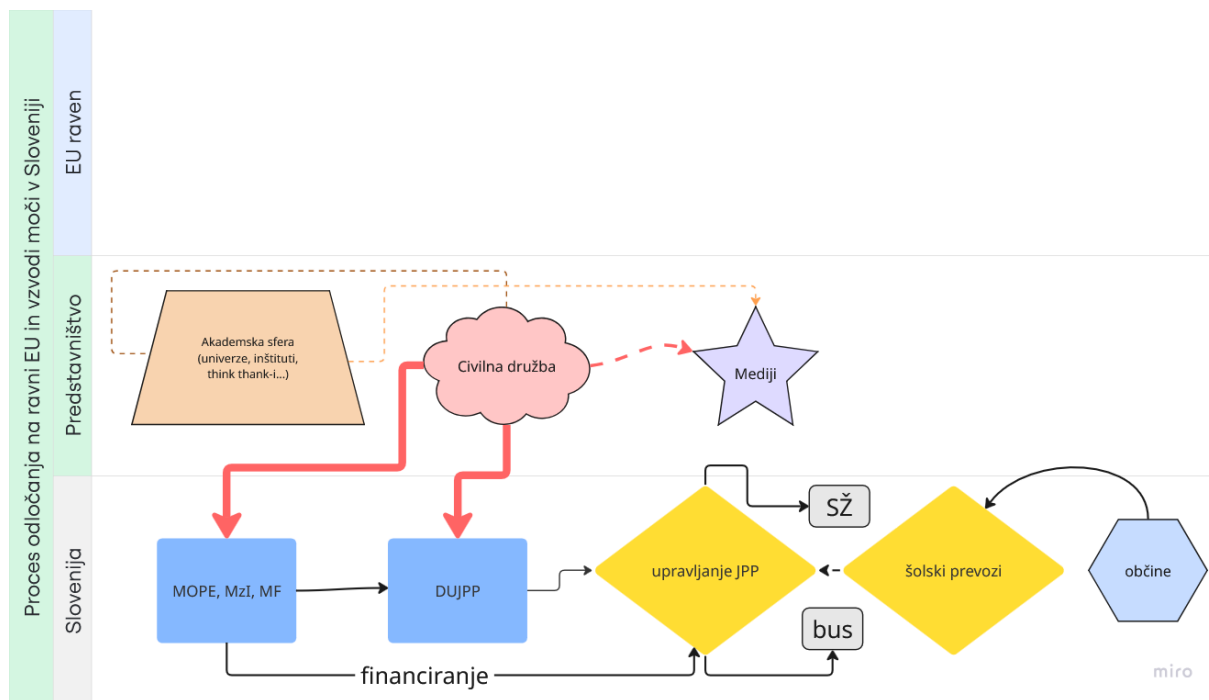 Proces odločanja na ravni EU in vzvodi moči v Sloveniji
EU raven
Predstavništvo
Akademska sfera
(univerze, inštituti,
think thank-i...)
Civilna družba
Mediji
Slovenija
MOPE, MzI, MF
DUJPP
upravljanje JPP
SŽ
bus
šolski prevozi
občine
financiranje
miro